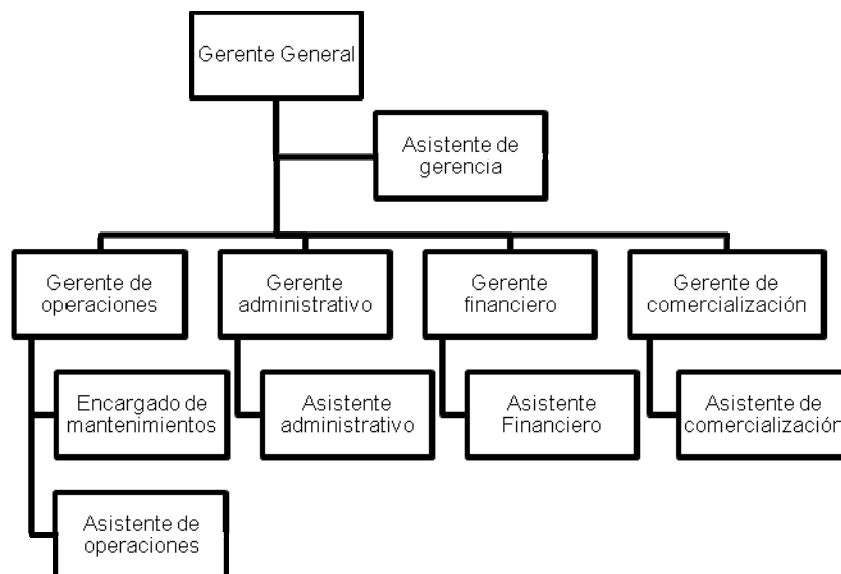 Gerente General
Asistente de
gerencia
Gerente de
operaciones
Gerente
administrativo
Gerente
financiero
Gerente de
comercialización
Encargado de
mantenimientos
Asistente
administrativo
Asistente
Financiero
Asistente de
comercialización
Asistente de
operaciones